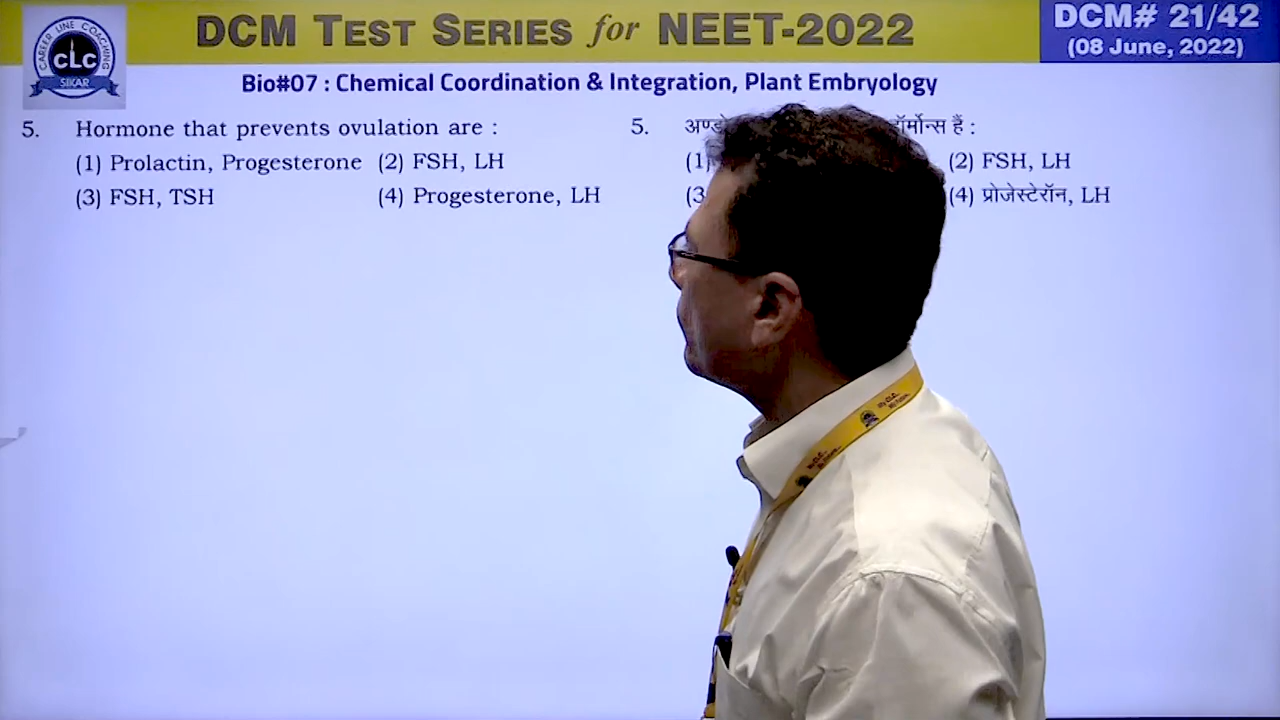 DCM TEST SERIES for NEET-2022
DCM# 21/42
(08 June, 2022)
CAREER LINE COACHING
CLC
SIKAR
Bio#07 : Chemical Coordination & Integration, Plant Embryology
5. Hormone that prevents ovulation are :
(1) Prolactin, Progesterone (2) FSH, LH
(3) FSH, TSH (4) Progesterone, LH
5. हॉर्मोन्स हैं :
(1) (2) FSH, LH
(3 (4) प्रोजेस्टेरॉन, LH